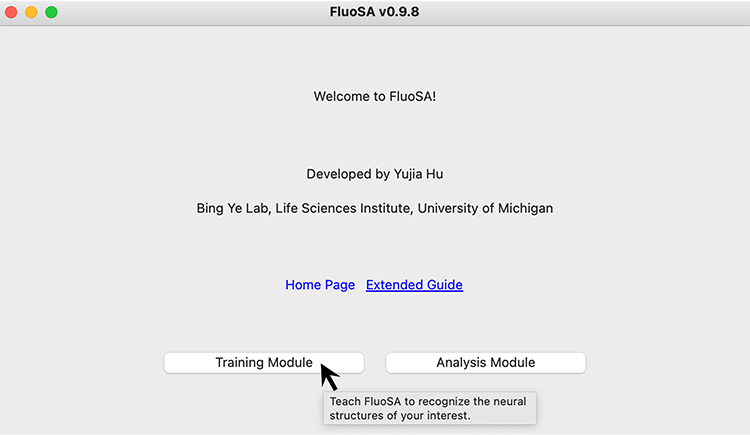 FluoSA v0.9.8
Welcome to FluoSA!
Developed by Yujia Hu
Bing Ye Lab, Life Sciences Institute, University of Michigan
Home Page Extended Guide
Training Module Analysis Module
Teach FluoSA to recognize the neural
structures of your interest.